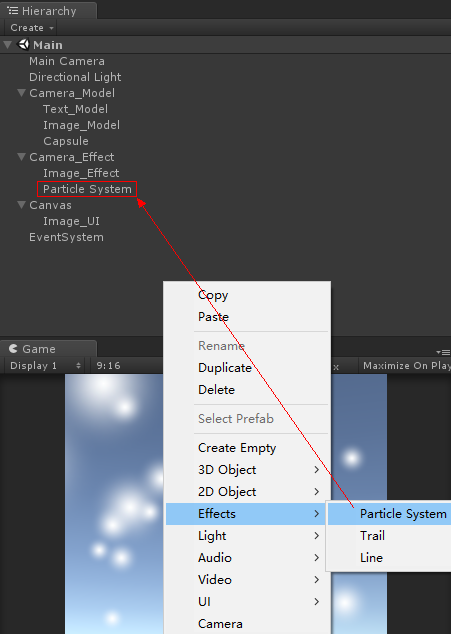 Hierarchy
Create
Main
Main Camera
Directional Light
Camera_Model
Text_Model
Image_Model
Capsule
Camera_Effect
Image_Effect
Particle System
Canvas
Image_UI
EventSystem
Copy
Paste
Rename
Duplicate
Delete
Select Prefab
Create Empty
3D Object
2D Object
Effects
Light
Audio
Video
UI
Camera
Particle System
Trail
Line
Game
Display 1
9:16
x
Maximize On Play